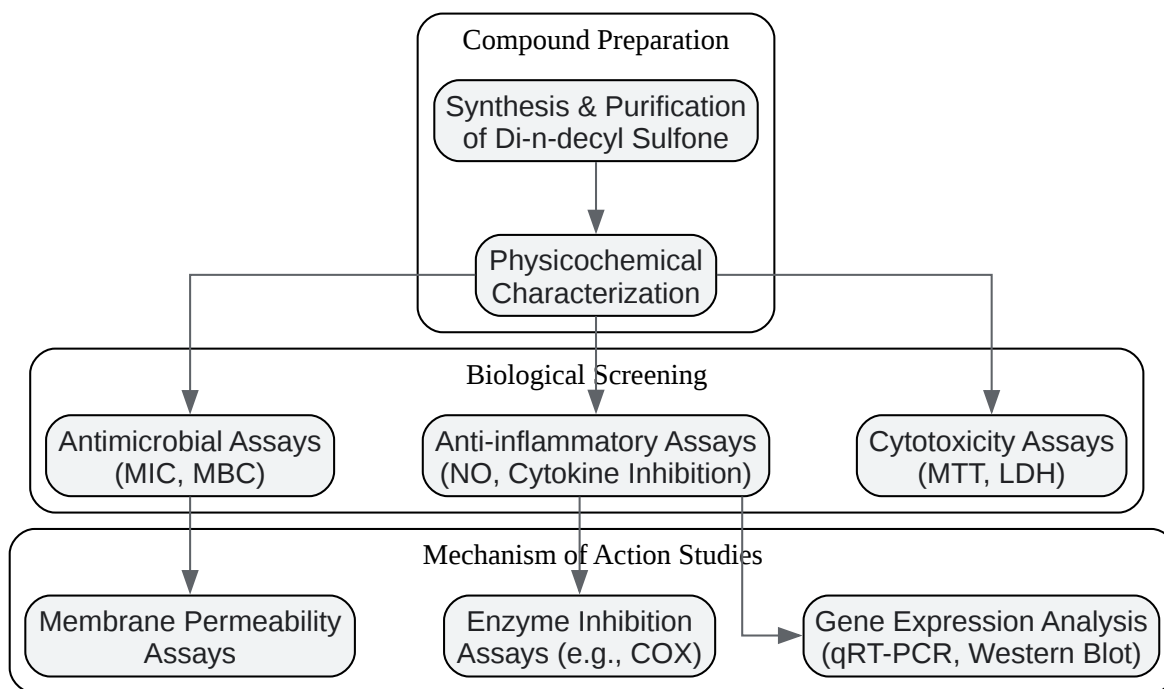 Compound Preparation
Synthesis & Purification
of Di-n-decyl Sulfone
Physicochemical
Characterization
Biological Screening
Antimicrobial Assays
(MIC, MBC)
Anti-inflammatory Assays
(NO, Cytokine Inhibition)
Cytotoxicity Assays
(MTT, LDH)
Mechanism of Action Studies
Membrane Permeability
Assays
Enzyme Inhibition
Assays (e.g., COX)
Gene Expression Analysis
(qRT-PCR, Western Blot)